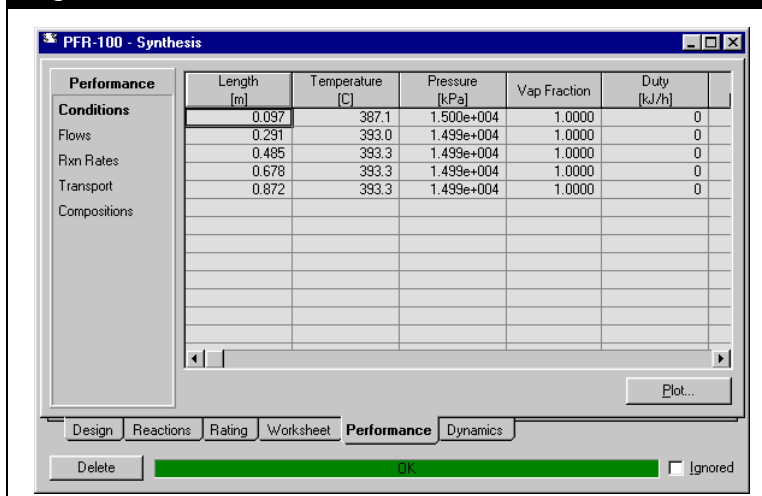 PFR-100 - Synthesis
Performance
Conditions
Flows
Rxn Rates
Transport
Compositions
Length [m] Temperature [C] Pressure [kPa] Vap Fraction Duty [kJ/h]
0.097 387.1 1.500e+004 1.0000 0
0.291 393.0 1.499e+004 1.0000 0
0.485 393.3 1.499e+004 1.0000 0
0.678 393.3 1.499e+004 1.0000 0
0.872 393.3 1.499e+004 1.0000 0
Plot...
Design Reactions Rating Worksheet Performance Dynamics
Delete OK Ignored